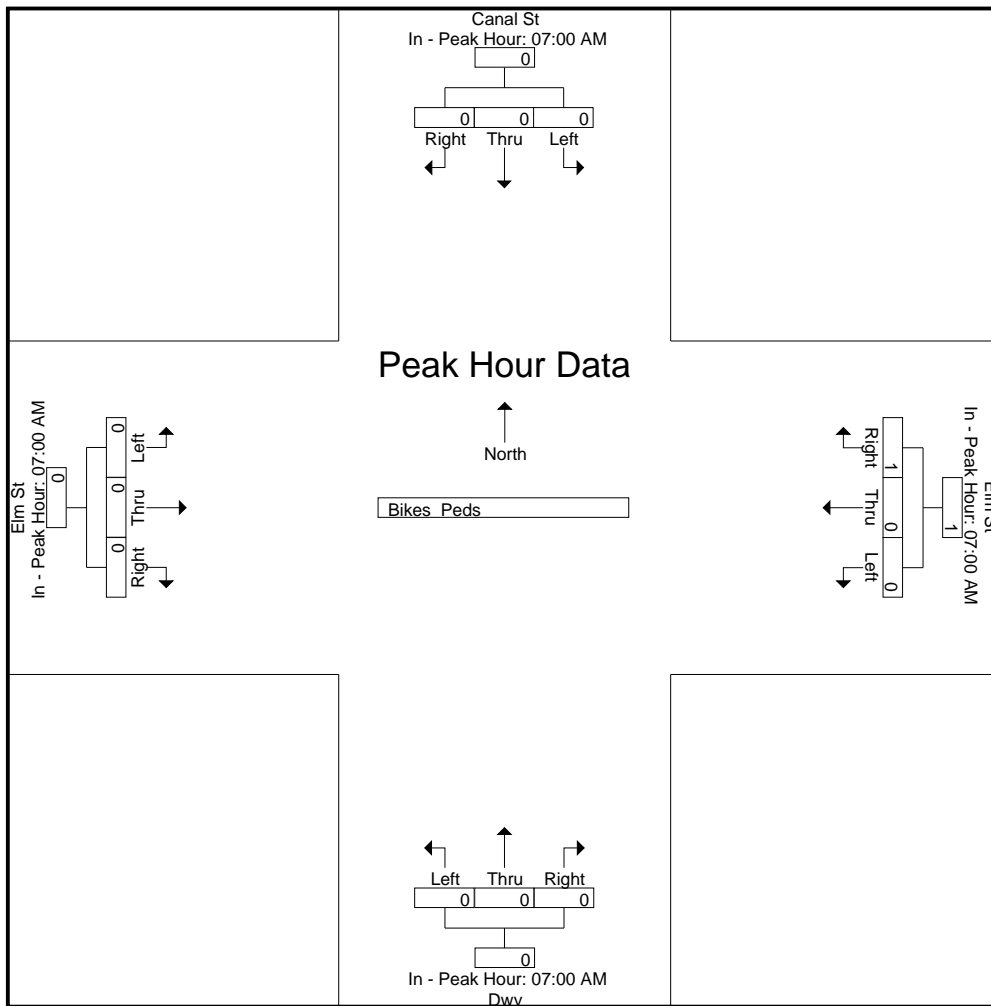 Canal St
In - Peak Hour: 07:00 AM
0
0 0 0
Right Thru Left
Peak Hour Data
North
Bikes Peds
Elm St
In - Peak Hour: 07:00 AM
0
0 0 0
Left Thru Right
Elm St
In - Peak Hour: 07:00 AM
1
1 0 0
Right Thru Left
Left Thru Right
0 0 0
0
In - Peak Hour: 07:00 AM
Dwy